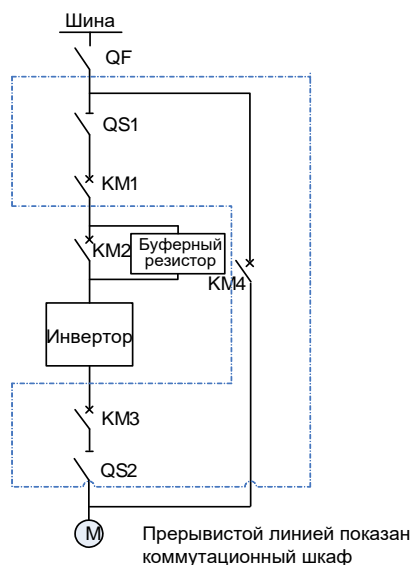 Шина
QF
QS1
KM1
KM2
Буферный
резистор
KM4
Инвертор
KM3
QS2
M
Прерывистой линией показан
коммутационный шкаф